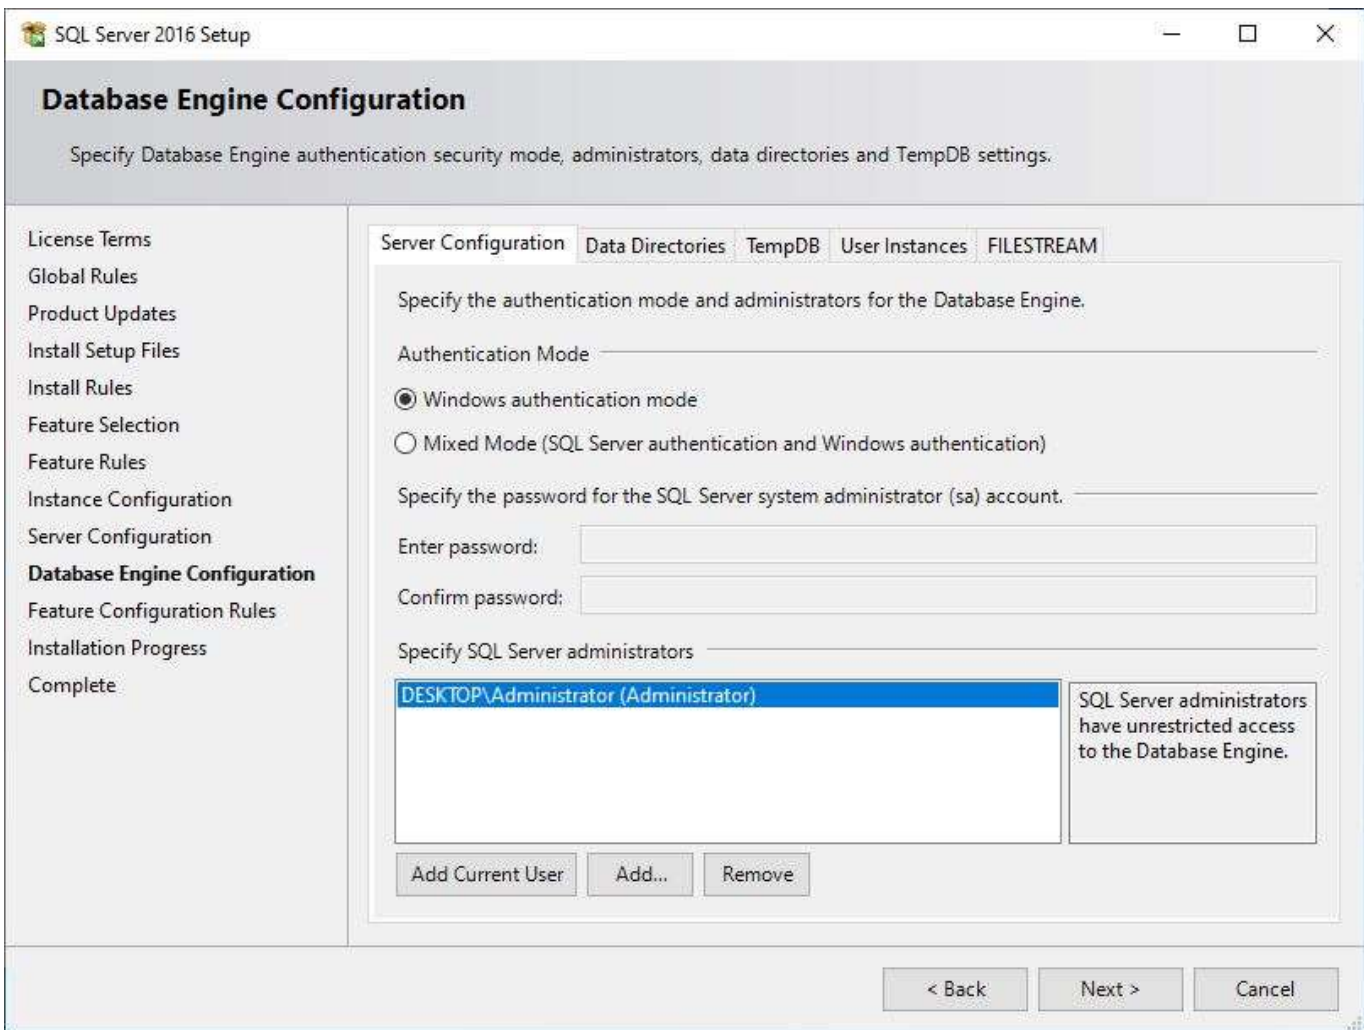 SQL Server 2016 Setup
Database Engine Configuration
Specify Database Engine authentication security mode, administrators, data directories and TempDB settings.
License Terms
Global Rules
Product Updates
Install Setup Files
Install Rules
Feature Selection
Feature Rules
Instance Configuration
Server Configuration
Database Engine Configuration
Feature Configuration Rules
Installation Progress
Complete
Server Configuration Data Directories TempDB User Instances FILESTREAM
Specify the authentication mode and administrators for the Database Engine.
Authentication Mode
Windows authentication mode
Mixed Mode (SQL Server authentication and Windows authentication)
Specify the password for the SQL Server system administrator (sa) account.
Enter password:
Confirm password:
Specify SQL Server administrators
DESKTOP\Administrator (Administrator)
SQL Server administrators
have unrestricted access
to the Database Engine.
Add Current User Add... Remove
< Back Next > Cancel